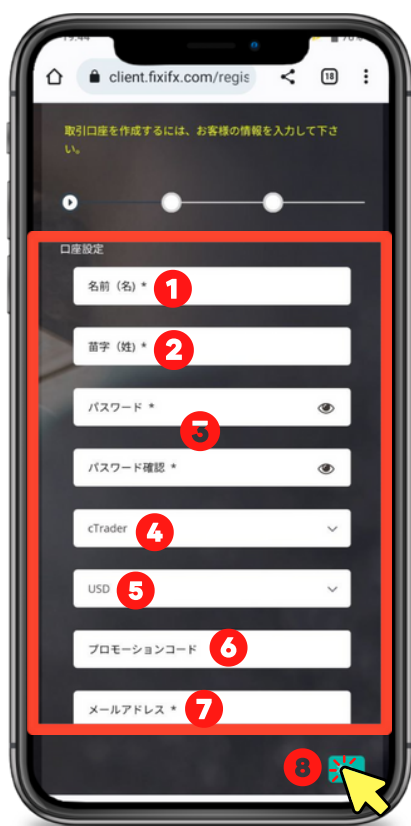 19:44
70%
client.fixifx.com/regis
18
取引口座を作成するには、お客様の情報を入力して下さ
い。
口座設定
名前（名）* 1
苗字（姓）* 2
パスワード *
3
パスワード確認 *
cTrader 4
USD 5
プロモーションコード 6
メールアドレス * 7
8